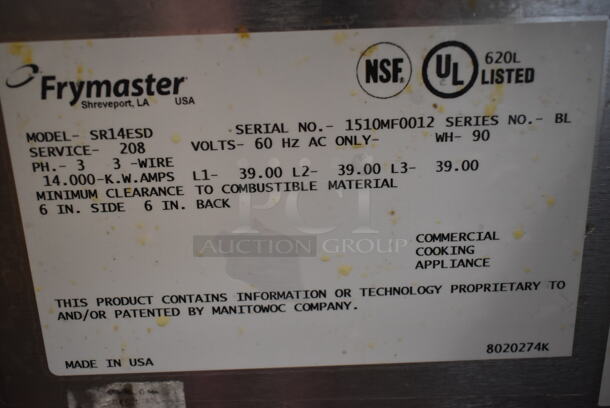 Frymaster
Shreveport, LA USA
NSF.
UL 620L LISTED
SERIAL NO.- 1510MF0012 SERIES NO.- BL
MODEL- SR14ESD
SERVICE- 208 VOLTS- 60 Hz AC ONLY- WH- 90
PH.- 3 3 -WIRE
14.000-K.W.AMPS L1- 39.00 L2- 39.00 L3- 39.00
MINIMUM CLEARANCE TO COMBUSTIBLE MATERIAL
6 IN. SIDE 6 IN. BACK
PCI
AUCTION GROUP
COMMERCIAL
COOKING
APPLIANCE
THIS PRODUCT CONTAINS INFORMATION OR TECHNOLOGY PROPRIETARY TO
AND/OR PATENTED BY MANITOWOC COMPANY.
MADE IN USA
8020274K